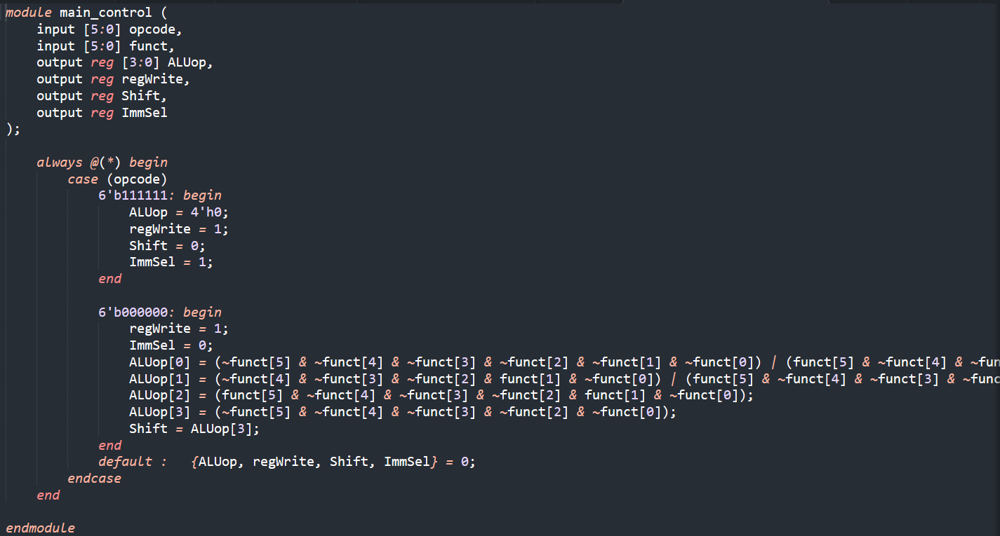 module main_control (
    input [5:0] opcode,
    input [5:0] funct,
    output reg [3:0] ALUop,
    output reg regWrite,
    output reg Shift,
    output reg ImmSel
);
    always @(*) begin
        case (opcode)
            6'b111111: begin
                ALUop = 4'h0;
                regWrite = 1;
                Shift = 0;
                ImmSel = 1;
            end
            6'b000000: begin
                regWrite = 1;
                ImmSel = 0;
                ALUop[0] = (~funct[5] & ~funct[4] & ~funct[3] & ~funct[2] & ~funct[1] & ~funct[0]) | (funct[5] & ~funct[4] & ~fun
                ALUop[1] = (~funct[4] & ~funct[3] & ~funct[2] & funct[1] & ~funct[0]) | (funct[5] & ~funct[4] & ~funct[3] & ~func
                ALUop[2] = (funct[5] & ~funct[4] & ~funct[3] & ~funct[2] & funct[1] & ~funct[0]);
                ALUop[3] = (~funct[5] & ~funct[4] & ~funct[3] & ~funct[2] & ~funct[0]);
                Shift = ALUop[3];
            end
            default :   {ALUop, regWrite, Shift, ImmSel} = 0;
        endcase
    end
endmodule